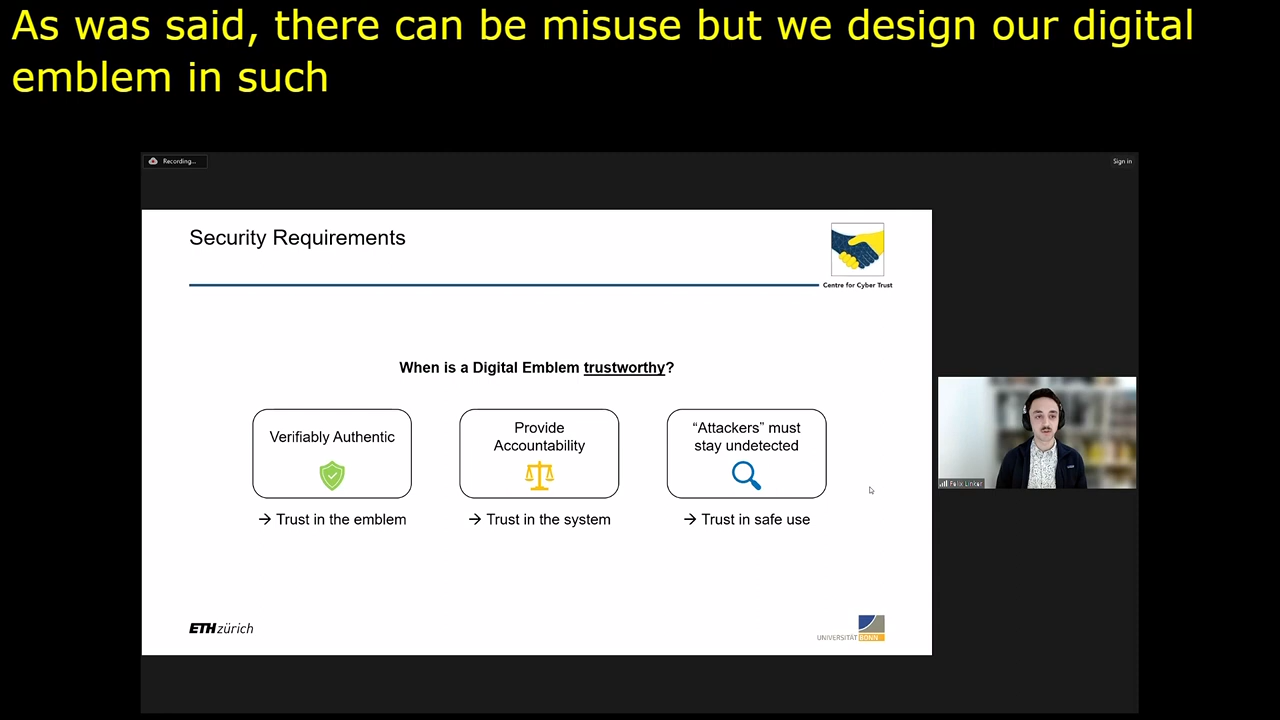 As was said, there can be misuse but we design our digital
emblem in such
Recording...
Sign in
Security Requirements
Centre for Cyber Trust
When is a Digital Emblem trustworthy?
Verifiably Authentic
Provide
Accountability
“Attackers” must
stay undetected
→ Trust in the emblem
→ Trust in the system
→ Trust in safe use
Felix Linker
ETH zürich
UNIVERSITÄT BONN